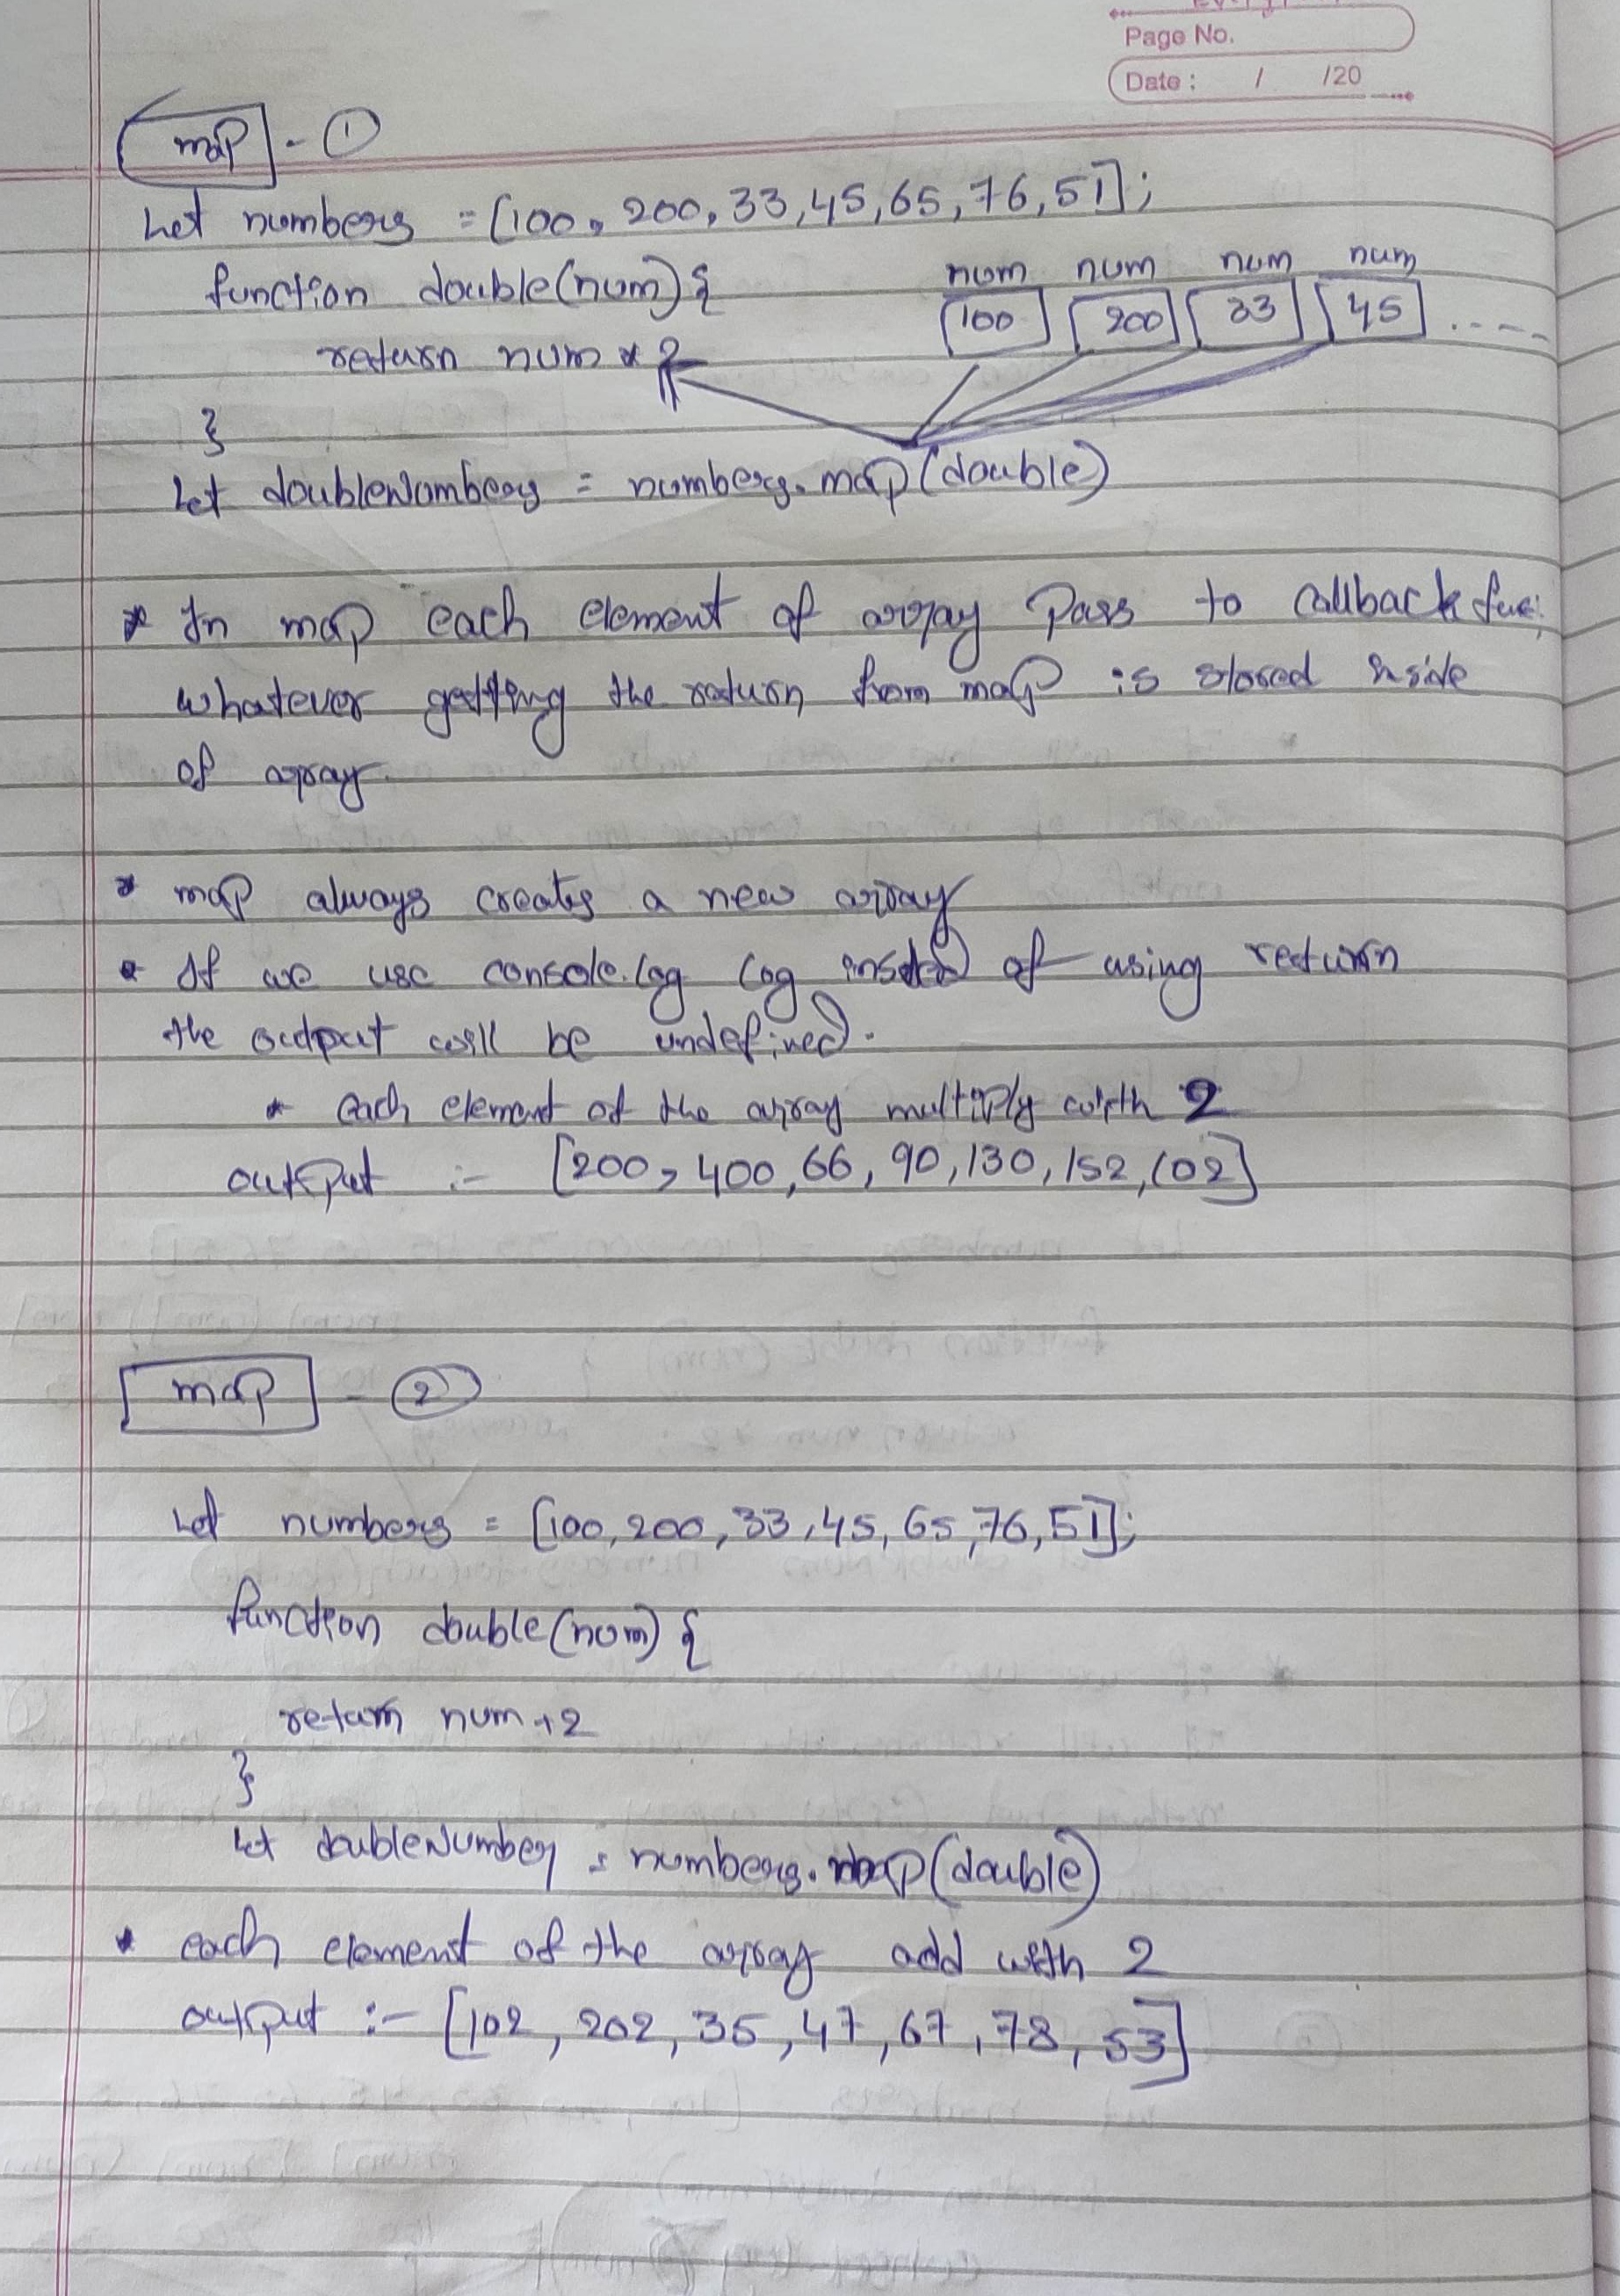 Page No.
Date : / /20
map - ①
Let numbers = [100, 200, 33, 45, 65, 76, 51];
function double(num) {
num num num num
100 200 33 45 .....
return num * 2
}
Let doubleNumbers = numbers.map(double)
* In map each element of array Pass to callback
whatever getting the return from map is stored inside
of array.
* map always creates a new array
* If we use console.log log instead of using return
the output will be undefined.
* each element of the array multiply with 2
output :- [200, 400, 66, 90, 130, 152, 102]
map - ②
Let numbers = [100, 200, 33, 45, 65, 76, 51];
function double(num) {
return num +2
}
Let doubleNumber = numbers.map(double)
* each element of the array add with 2
output :- [102, 202, 35, 47, 67, 78, 53]